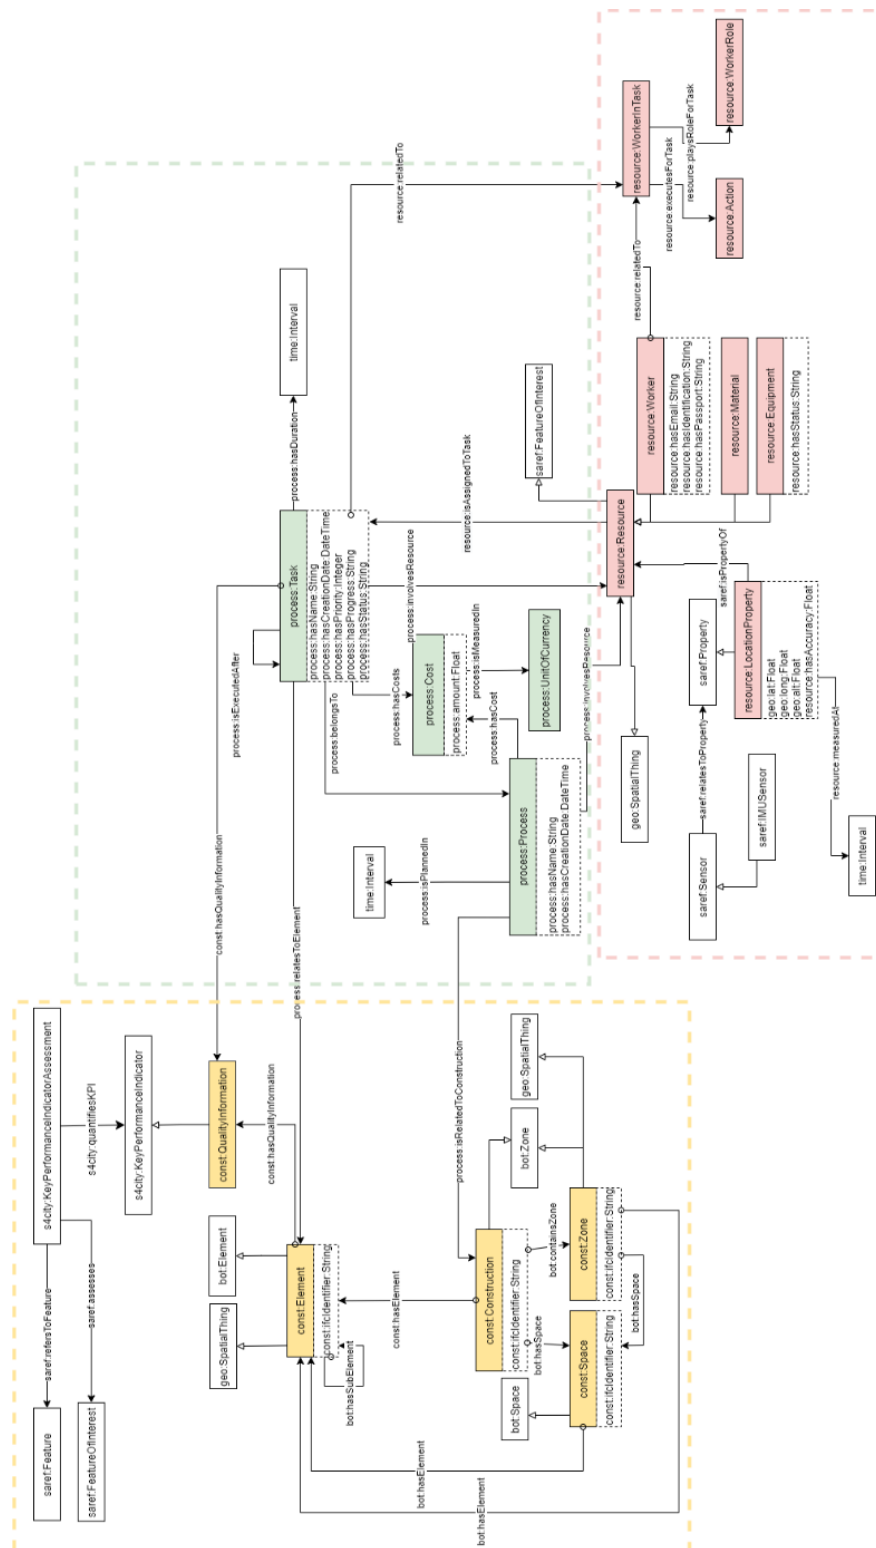 s4city:KeyPerformanceIndicatorAssessment
s4city:quantifiesKPI
s4city:KeyPerformanceIndicator
saref:refersToFeature
saref:assesses
saref:Feature
saref:FeatureOfInterest
const:QualityInformation
const:hasQualityInformation
const:hasQualityInformation
bot:Element
geo:SpatialThing
const:Element
const:ifcIdentifier:String
bot:hasSubElement
const:hasElement
const:Construction
const:ifcIdentifier:String
bot:hasSpace
bot:containsZone
bot:Zone
geo:SpatialThing
const:Zone
const:ifcIdentifier:String
bot:hasSpace
const:Space
const:ifcIdentifier:String
bot:Space
bot:hasElement
bot:hasElement
process:relatesToElement
process:isRelatedToConstruction
process:isExecutedAfter
process:Task
process:hasName:String
process:hasCreationDate:DateTime
process:hasPriority:Integer
process:hasProgress:String
process:hasStatus:String
process:hasDuration
time:Interval
process:belongsTo
process:hasCosts
process:Cost
process:amount:Float
process:hasCost
process:isMeasuredIn
process:UnitOfCurrency
process:involvesResource
process:Process
process:hasName:String
process:hasCreationDate:DateTime
process:isPlannedIn
time:Interval
process:involvesResource
resource:isAssignedToTask
resource:relatedTo
saref:FeatureOfInterest
resource:Resource
geo:SpatialThing
resource:Worker
resource:hasEmail:String
resource:hasIdentification:String
resource:hasPassport:String
resource:Material
resource:Equipment
resource:hasStatus:String
resource:relatedTo
resource:WorkerInTask
resource:executesForTask
resource:playsRoleForTask
resource:WorkerRole
resource:Action
saref:isPropertyOf
saref:Property
resource:LocationProperty
geo:lat:Float
geo:long:Float
geo:alt:Float
resource:hasAccuracy:Float
saref:relatesToProperty
saref:Sensor
saref:IMUSensor
resource:measuredAt
time:Interval